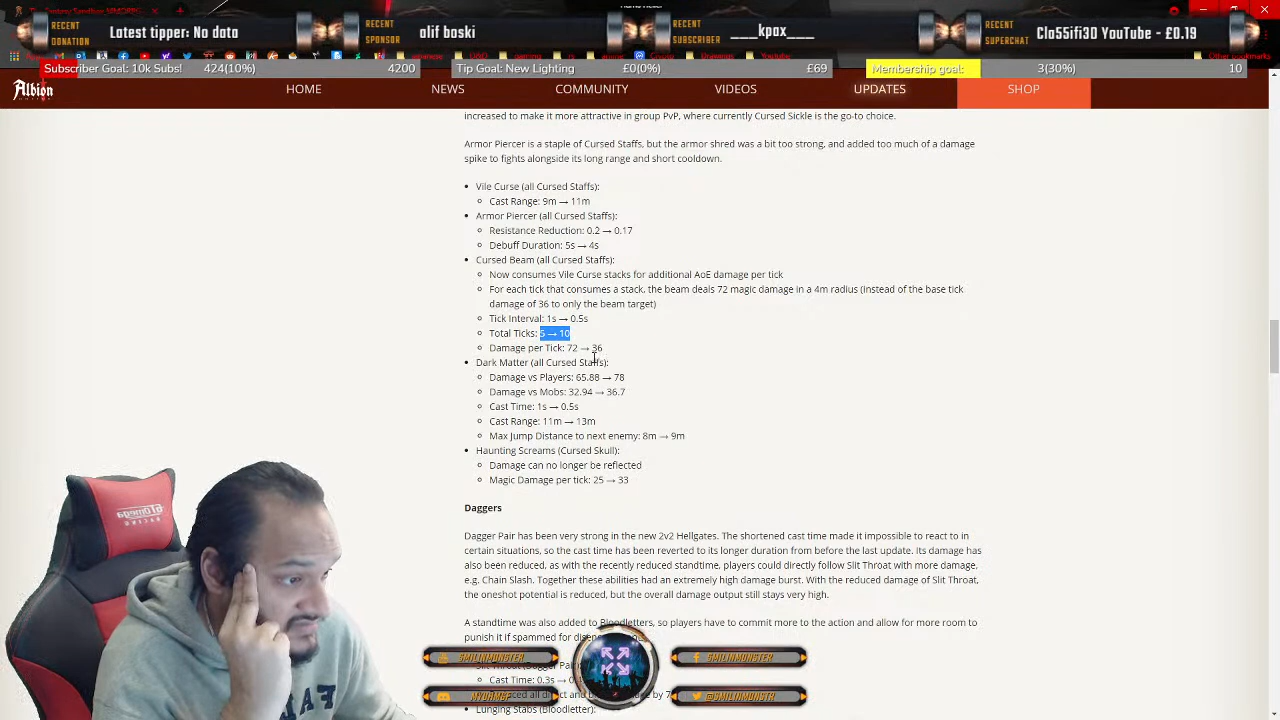 RECENT DONATION
Latest tipper: No data
RECENT SPONSOR
olif boski
RECENT SUBSCRIBER
___kpax___
RECENT SUPERCHAT
Clo55ifi3D YouTube - £0.19
Other bookmarks
Subscriber Goal: 10k Subs!
424(10%)
4200
Tip Goal: New Lighting
£0(0%)
£69
Membership goal:
3(30%)
10
Albion
HOME
NEWS
COMMUNITY
VIDEOS
UPDATES
SHOP
increased to make it more attractive in group PvP, where currently Cursed Sickle is the go-to choice.
Armor Piercer is a staple of Cursed Staffs, but the armor shred was a bit too strong, and added too much of a damage
spike to fights alongside its long range and short cooldown.
• Vile Curse (all Cursed Staffs):
Cast Range: 9m → 11m
• Armor Piercer (all Cursed Staffs):
Resistance Reduction: 0.2 → 0.17
Debuff Duration: 5s → 4s
• Cursed Beam (all Cursed Staffs):
Now consumes Vile Curse stacks for additional AoE damage per tick
For each tick that consumes a stack, the beam deals 72 magic damage in a 4m radius (instead of the base tick
damage of 36 to only the beam target)
Tick Interval: 1s → 0.5s
Total Ticks: 5 → 10
Damage per Tick: 72 → 36
• Dark Matter (all Cursed Staffs):
Damage vs Players: 65.88 → 78
Damage vs Mobs: 32.94 → 36.7
Cast Time: 1s → 0.5s
Cast Range: 11m → 13m
Max Jump Distance to next enemy: 8m → 9m
• Haunting Screams (Cursed Skull):
Damage can no longer be reflected
Magic Damage per tick: 25 → 33
Daggers
Dagger Pair has been very strong in the new 2v2 Hellgates. The shortened cast time made it impossible to react to in
certain situations, so the cast time has been reverted to its longer duration from before the last update. Its damage has
also been reduced, as with the recently reduced standtime, players could directly follow Slit Throat with more damage,
e.g. Chain Slash. Together these abilities had an extremely high damage burst. With the reduced damage of Slit Throat,
the oneshot potential is reduced, but the overall damage output still stays very high.
A standtime was also added to Bloodletters, so players have to commit more to the action and allow for more room to
punish it if spammed for
SMILINMONSTER
SMILINMONSTER
Cast Time: 0.3s →
@SMILINMONSTR
by 7
Lunging Stabs (Bloodletter):